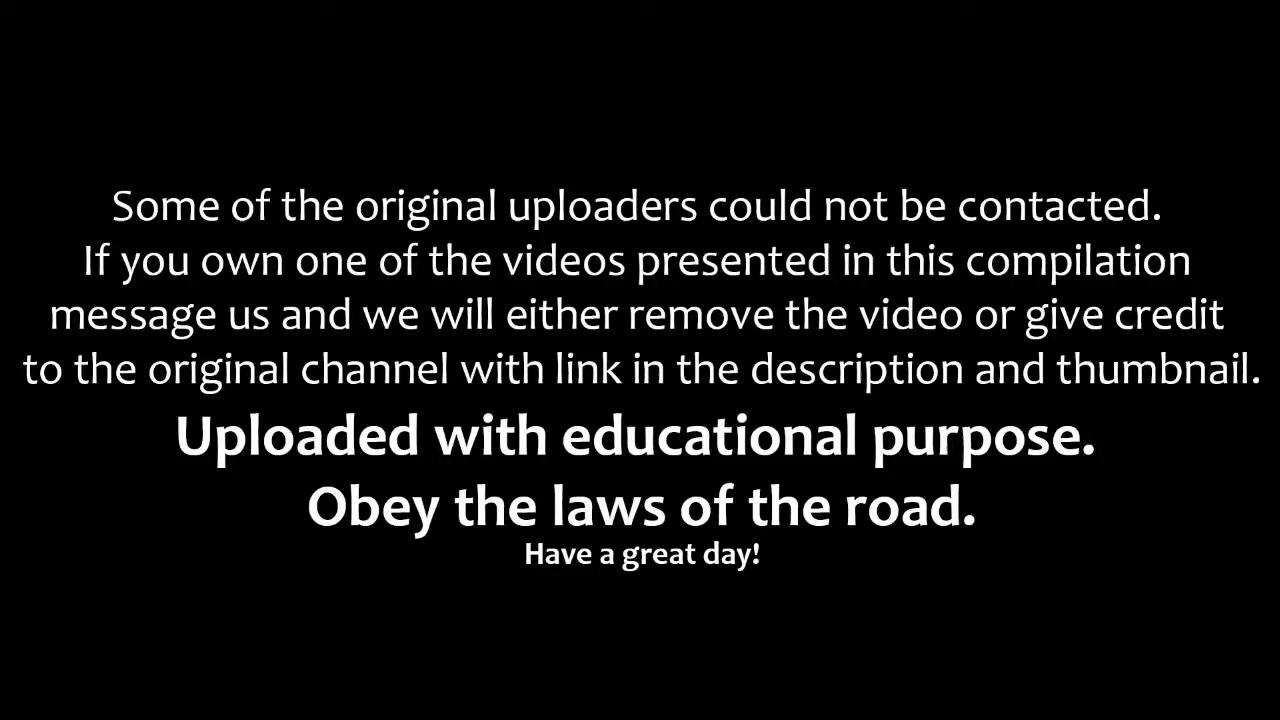 Some of the original uploaders could not be contacted.
If you own one of the videos presented in this compilation
message us and we will either remove the video or give credit
to the original channel with link in the description and thumbnail.
Uploaded with educational purpose.
Obey the laws of the road.
Have a great day!